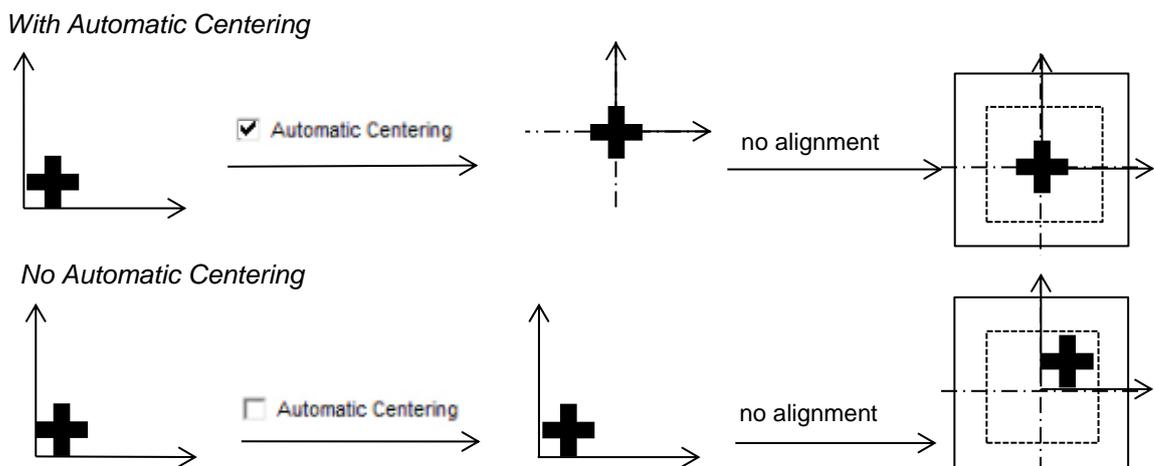 With Automatic Centering
Automatic Centering
no alignment
No Automatic Centering
Automatic Centering
no alignment